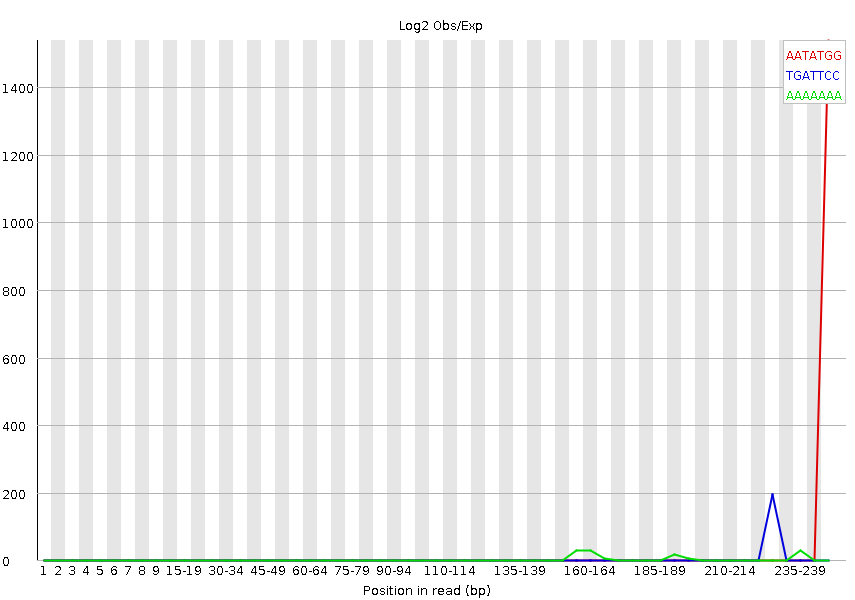 Log2 Obs/Exp
AATATGG
TGATTCC
AAAAAAA
1400
1200
1000
800
600
400
200
0
1 2 3 4 5 6 7 8 9 15-19 30-34 45-49 60-64 75-79 90-94 110-114 135-139 160-164 185-189 210-214 235-239
Position in read (bp)